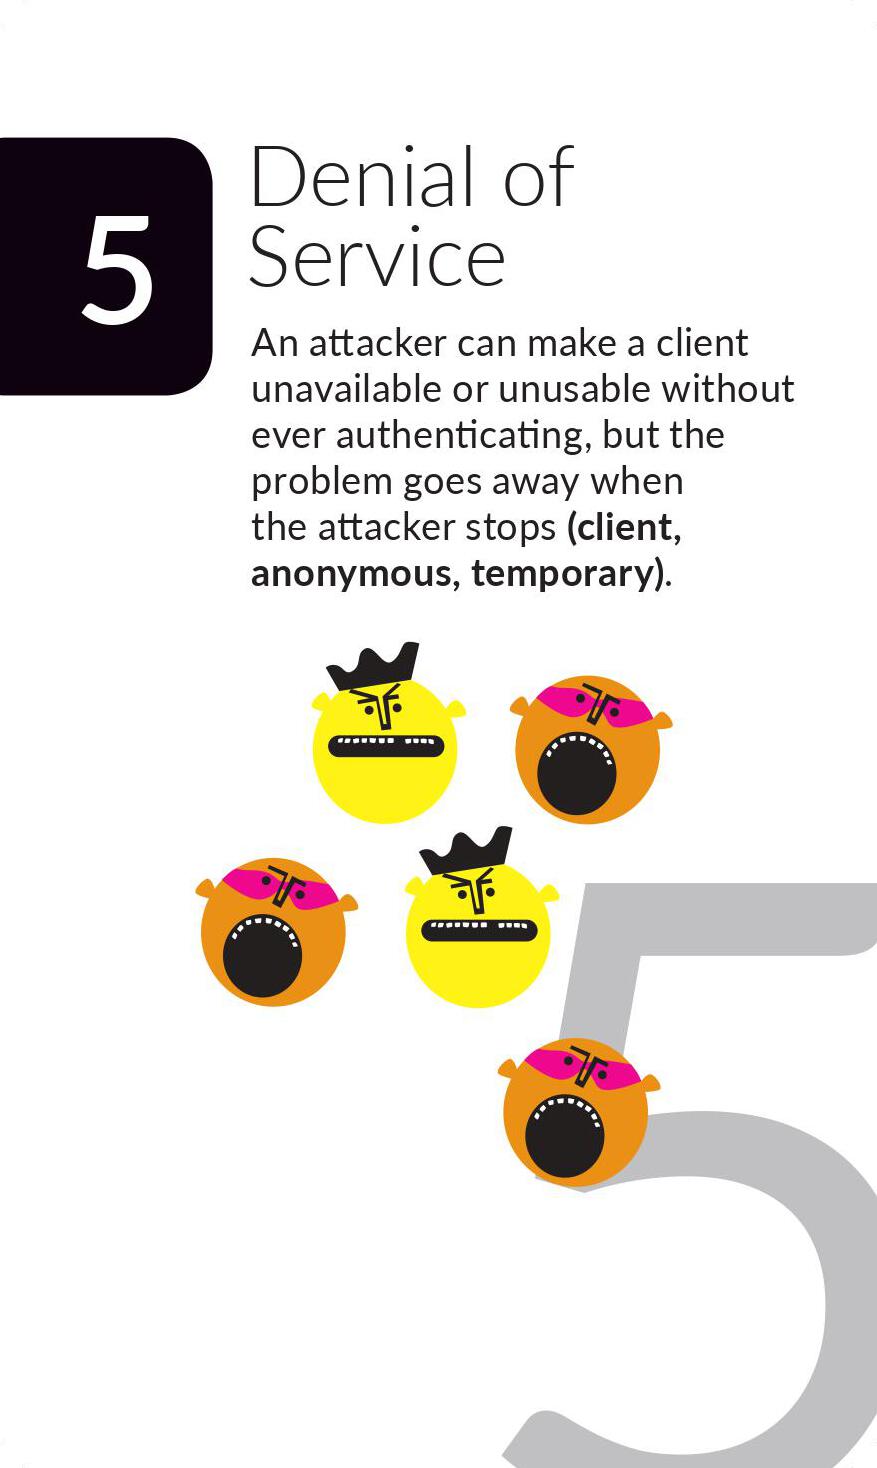 5
Denial of
Service
An attacker can make a client
unavailable or unusable without
ever authenticating, but the
problem goes away when
the attacker stops (client,
anonymous, temporary).
5